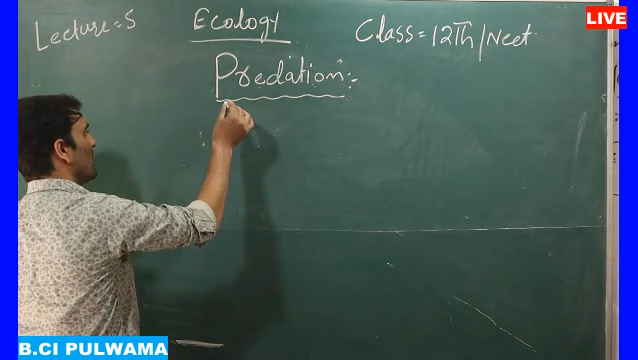 LIVE
Lecture=5 Ecology Class=12Th/Neet
Predation:-
B.CI PULWAMA